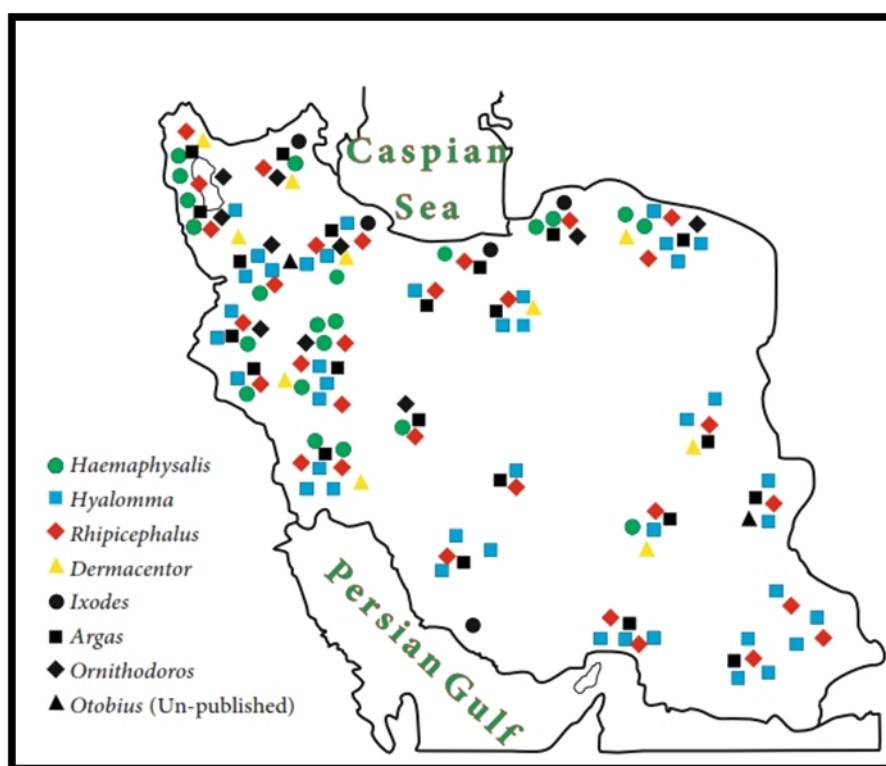 Caspian
Sea
Haemaphysalis
Hyalomma
Rhipicephalus
Dermacentor
Ixodes
Argas
Ornithodoros
Otobius (Un-published)
Persian Gulf